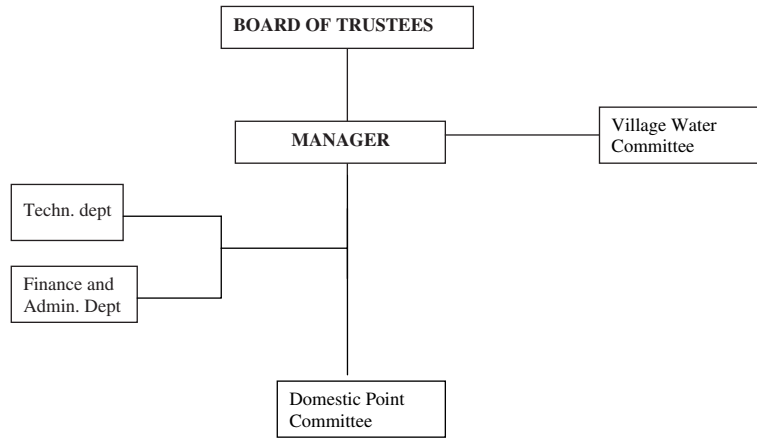 BOARD OF TRUSTEES
MANAGER
Village Water
Committee
Techn. dept
Finance and
Admin. Dept
Domestic Point
Committee